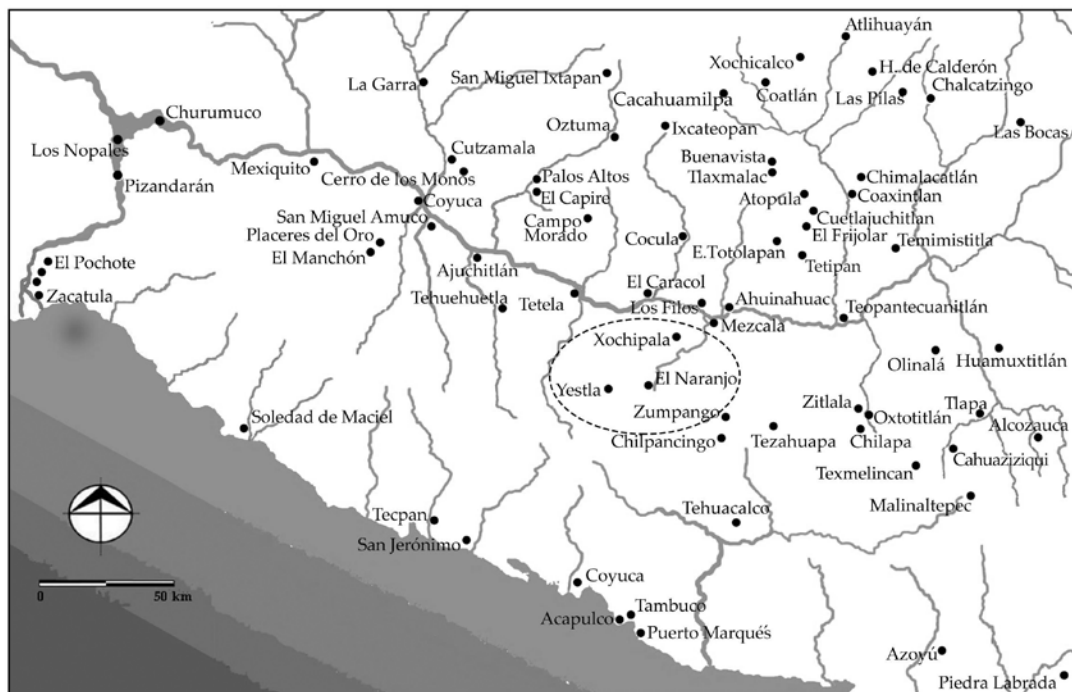 Atlihuayán
Xochicalco
H. de Calderón
La Garra
San Miguel Ixtapan
Coatlán
Las Pilas
Chalcatzingo
Cacahuamilpa
Churumuco
Oztuma
Ixcateopan
Las Bocas
Los Nopales
Cutzamala
Buenavista
Mexiquito
Tlaxmalac
Pizandarán
Cerro de los Monos
Palos Altos
Chimalacatlán
El Capire
Atopula
Coaxintlan
Coyuca
San Miguel Amuco
Campo
Morado
Cuetlajuchitlan
Placeres del Oro
El Frijolar
El Manchón
Cocula
E.Totolapan
Temimistitla
El Pochote
Ajuchitlán
Tetipan
Zacatula
Tehuehuetla
Tetela
El Caracol
Los Filos
Ahuinahuac
Teopantecuanitlán
Mezcala
Xochipala
Olinalá
Huamuxtitlán
Yestla
El Naranjo
Soledad de Maciel
Zumpango
Zitlala
Oxtotitlán
Tlapa
Alcozauca
Chilpancingo
Tezahuapa
Chilapa
Cahuaziziqui
Texmelincan
Malinaltepec
Tecpan
Tehuacalco
San Jerónimo
0 50 km
Coyuca
Acapulco
Tambuco
Puerto Marqués
Azoyú
Piedra Labrada